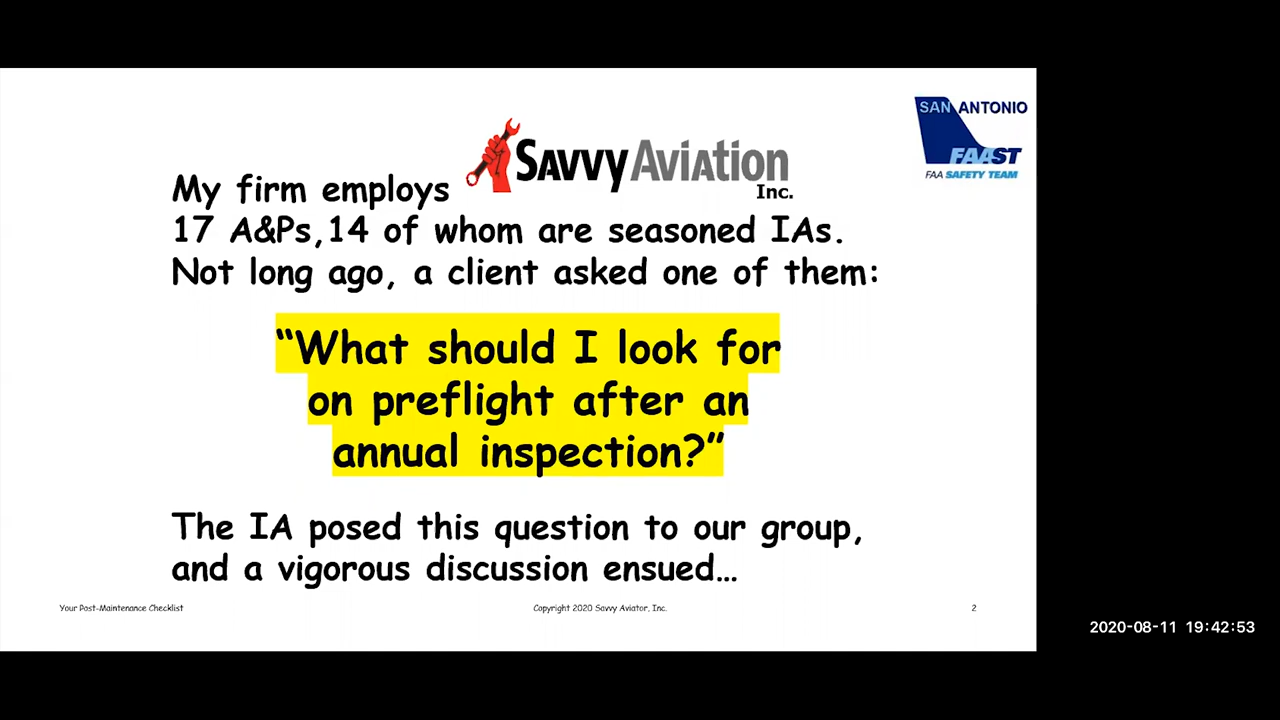 SAN ANTONIO
FAAST
FAA SAFETY TEAM
SAVVY Aviation
Inc.
My firm employs
17 A&Ps,14 of whom are seasoned IAs.
Not long ago, a client asked one of them:
“What should I look for
on preflight after an
annual inspection?”
The IA posed this question to our group,
and a vigorous discussion ensued…
Your Post-Maintenance Checklist
Copyright 2020 Savvy Aviator, Inc.
2
2020-08-11 19:42:53